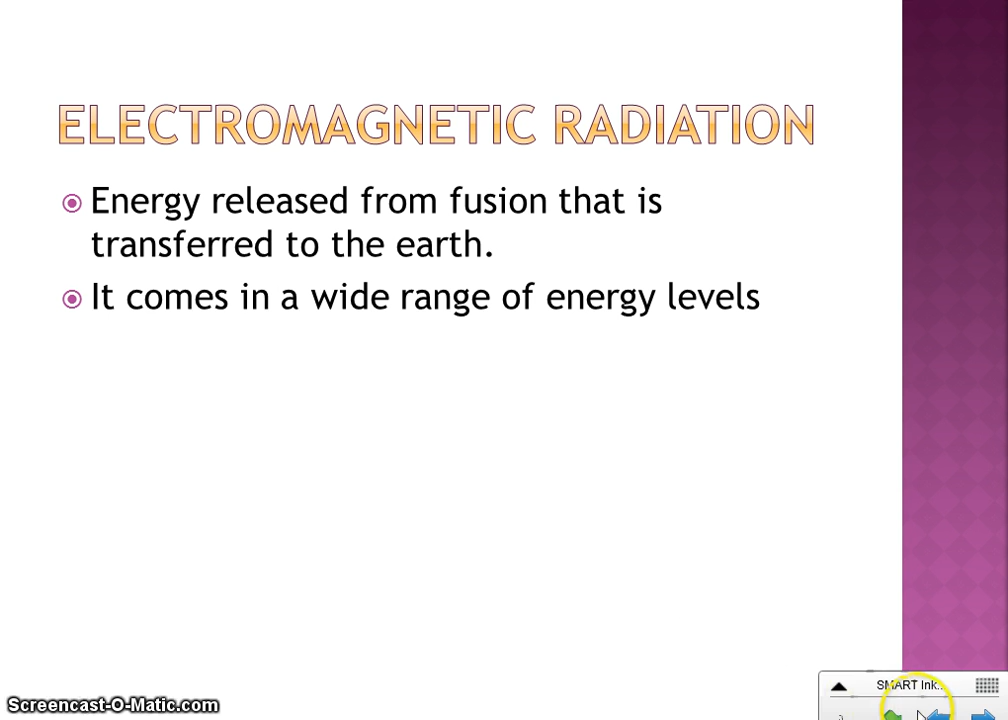 ELECTROMAGNETIC RADIATION
Energy released from fusion that is
transferred to the earth.
It comes in a wide range of energy levels
SMART Ink...
Screencast-O-Matic.com